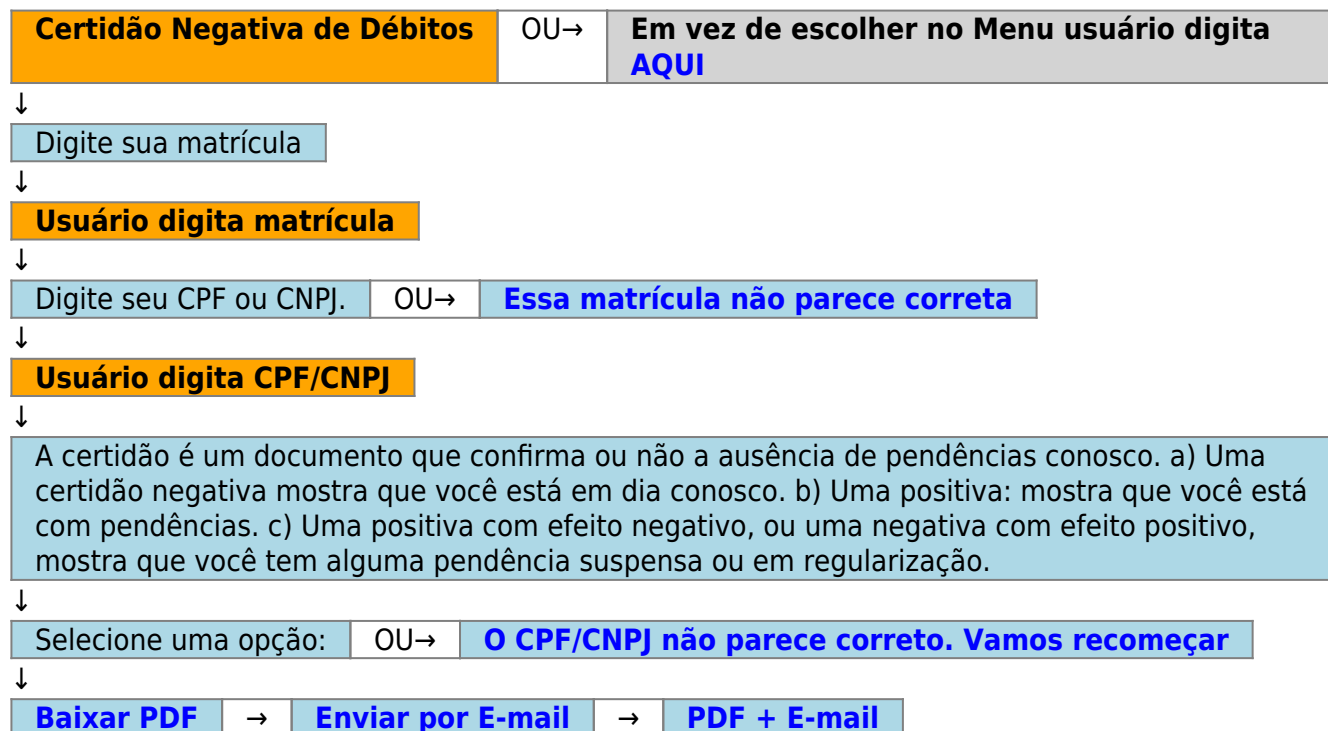 Certidão Negativa de Débitos OU→ Em vez de escolher no Menu usuário digita
AQUI
↓
Digite sua matrícula
↓
Usuário digita matrícula
↓
Digite seu CPF ou CNPJ. OU→ Essa matrícula não parece correta
↓
Usuário digita CPF/CNPJ
↓
A certidão é um documento que confirma ou não a ausência de pendências conosco. a) Uma
certidão negativa mostra que você está em dia conosco. b) Uma positiva: mostra que você está
com pendências. c) Uma positiva com efeito negativo, ou uma negativa com efeito positivo,
mostra que você tem alguma pendência suspensa ou em regularização.
↓
Selecione uma opção: OU→ O CPF/CNPJ não parece correto. Vamos recomeçar
↓
Baixar PDF → Enviar por E-mail → PDF + E-mail